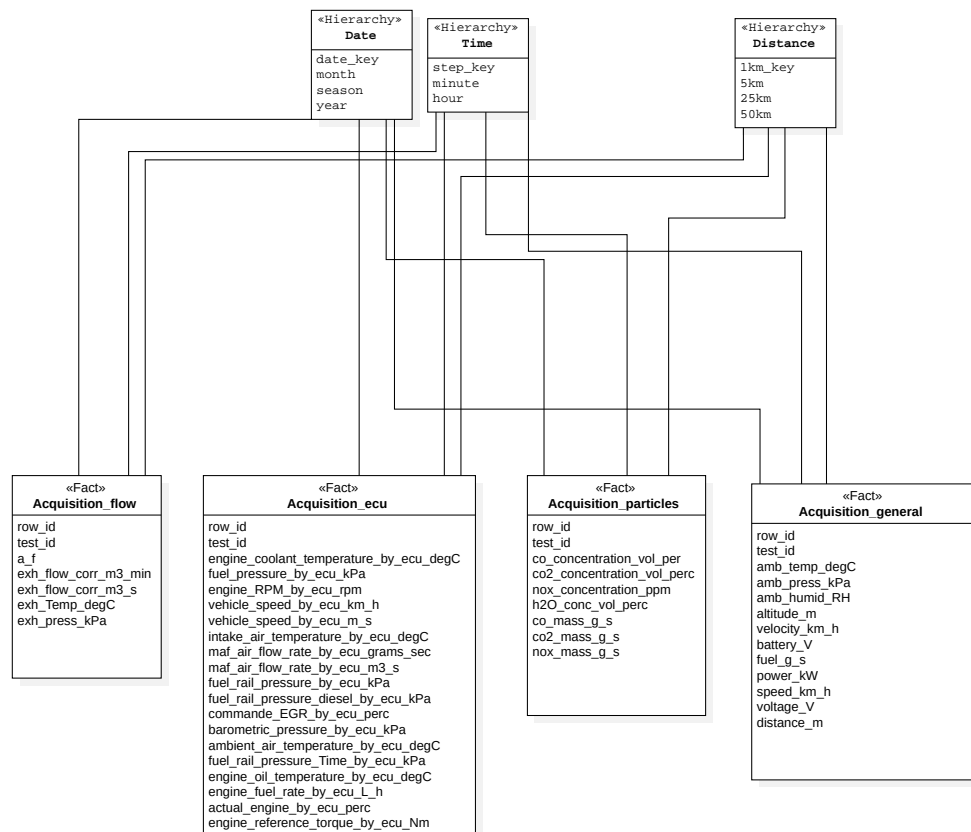 «Hierarchy»
Date
date_key
month
season
year
«Hierarchy»
Time
step_key
minute
hour
«Hierarchy»
Distance
1km_key
5km
25km
50km
«Fact»
Acquisition_flow
row_id
test_id
a_f
exh_flow_corr_m3_min
exh_flow_corr_m3_s
exh_Temp_degC
exh_press_kPa
«Fact»
Acquisition_ecu
row_id
test_id
engine_coolant_temperature_by_ecu_degC
fuel_pressure_by_ecu_kPa
engine_RPM_by_ecu_rpm
vehicle_speed_by_ecu_km_h
vehicle_speed_by_ecu_m_s
intake_air_temperature_by_ecu_degC
maf_air_flow_rate_by_ecu_grams_sec
maf_air_flow_rate_by_ecu_m3_s
fuel_rail_pressure_by_ecu_kPa
fuel_rail_pressure_diesel_by_ecu_kPa
commande_EGR_by_ecu_perc
barometric_pressure_by_ecu_kPa
ambient_air_temperature_by_ecu_degC
fuel_rail_pressure_Time_by_ecu_kPa
engine_oil_temperature_by_ecu_degC
engine_fuel_rate_by_ecu_L_h
actual_engine_by_ecu_perc
engine_reference_torque_by_ecu_Nm
«Fact»
Acquisition_particles
row_id
test_id
co_concentration_vol_per
co2_concentration_vol_perc
nox_concentration_ppm
h2O_conc_vol_perc
co_mass_g_s
co2_mass_g_s
nox_mass_g_s
«Fact»
Acquisition_general
row_id
test_id
amb_temp_degC
amb_press_kPa
amb_humid_RH
altitude_m
velocity_km_h
battery_V
fuel_g_s
power_kW
speed_km_h
voltage_V
distance_m